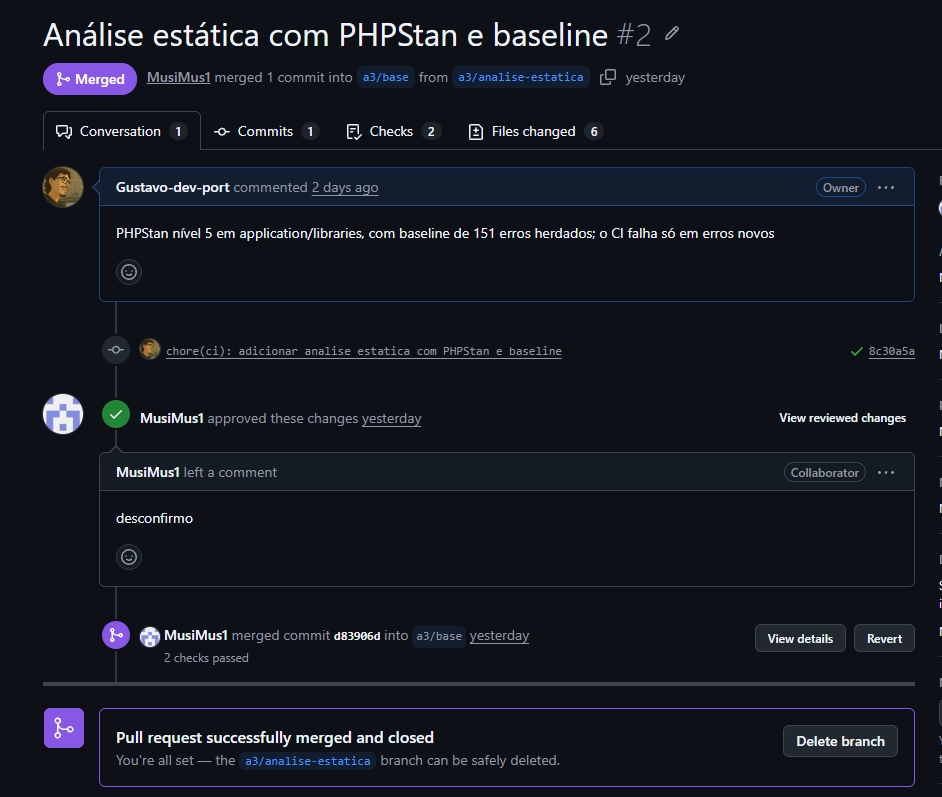 Análise estática com PHPStan e baseline #2
Merged MusiMus1 merged 1 commit into a3/base from a3/analise-estatica yesterday
Conversation 1 Commits 1 Checks 2 Files changed 6
Gustavo-dev-port commented 2 days ago Owner
PHPStan nível 5 em application/libraries, com baseline de 151 erros herdados; o CI falha só em erros novos
chore(ci): adicionar analise estatica com PHPStan e baseline 8c30a5a
MusiMus1 approved these changes yesterday View reviewed changes
MusiMus1 left a comment Collaborator
desconfirmo
MusiMus1 merged commit d83906d into a3/base yesterday View details Revert
2 checks passed
Pull request successfully merged and closed
You're all set — the a3/analise-estatica branch can be safely deleted.
Delete branch